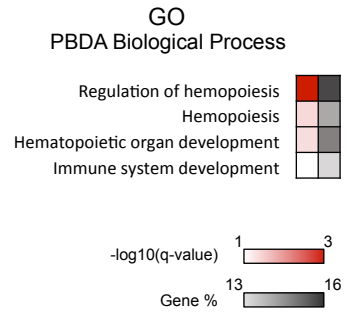 GO
PBDA Biological Process
Regulation of hemopoiesis
Hemopoiesis
Hematopoietic organ development
Immune system development
1 3
-log10(q-value)
13 16
Gene %